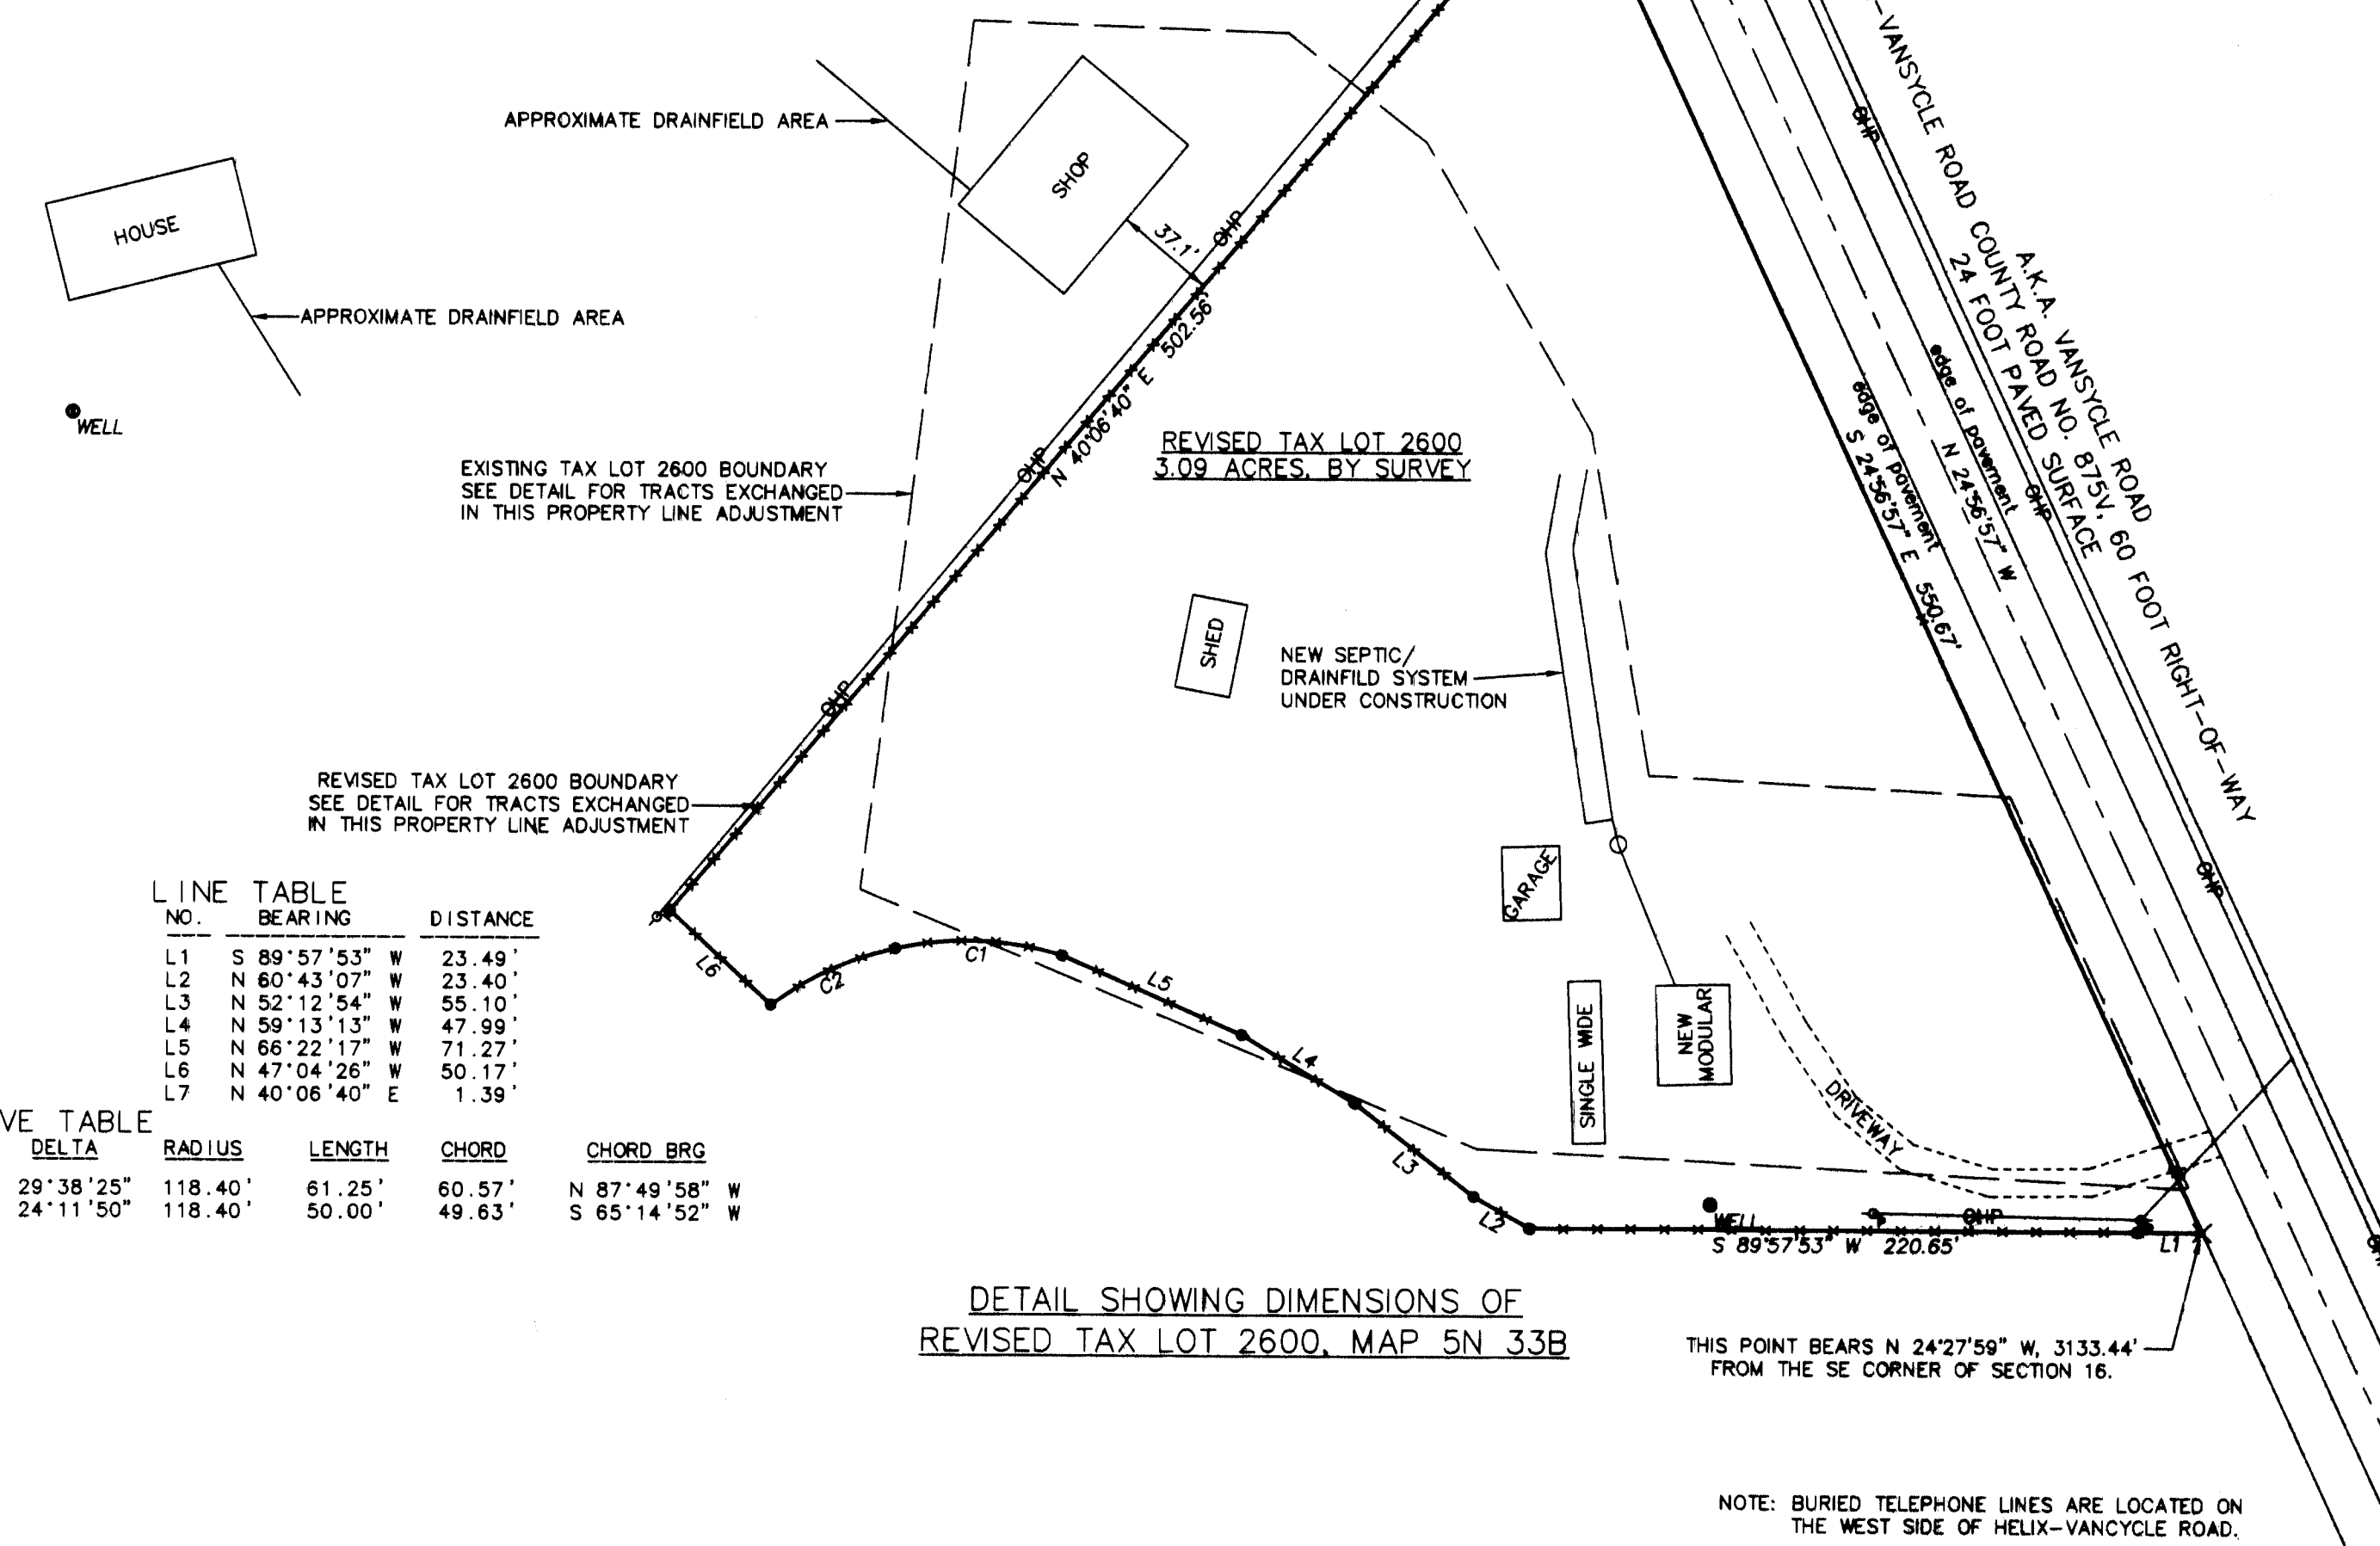 APPROXIMATE DRAINFIELD AREA
SHOP
37.1'
OHP
HOUSE
APPROXIMATE DRAINFIELD AREA
WELL
502.56'
N 40°06'40" E
OHP
OHP
EXISTING TAX LOT 2600 BOUNDARY
SEE DETAIL FOR TRACTS EXCHANGED
IN THIS PROPERTY LINE ADJUSTMENT
REVISED TAX LOT 2600
3.09 ACRES, BY SURVEY
-VANSYCLE ROAD COUNTY ROAD NO. 875V, 60 FOOT RIGHT-OF-WAY
A.K.A. VANSYCLE ROAD
24 FOOT PAVED SURFACE
OHP
OHP
OHP
edge of pavement
N 24°56'57" W
edge of pavement
S 24°56'57" E 550.67'
SHED
NEW SEPTIC/
DRAINFILD SYSTEM
UNDER CONSTRUCTION
REVISED TAX LOT 2600 BOUNDARY
SEE DETAIL FOR TRACTS EXCHANGED
IN THIS PROPERTY LINE ADJUSTMENT
GARAGE
SINGLE WIDE
NEW
MODULAR
DRIVEWAY
LINE TABLE
NO. BEARING DISTANCE
L1 S 89°57'53" W 23.49'
L2 N 60°43'07" W 23.40'
L3 N 52°12'54" W 55.10'
L4 N 59°13'13" W 47.99'
L5 N 66°22'17" W 71.27'
L6 N 47°04'26" W 50.17'
L7 N 40°06'40" E 1.39'
VE TABLE
DELTA RADIUS LENGTH CHORD CHORD BRG
29°38'25" 118.40' 61.25' 60.57' N 87°49'58" W
24°11'50" 118.40' 50.00' 49.63' S 65°14'52" W
L6
C2
C1
L5
L4
L3
L2
WELL
OHP
S 89°57'53" W 220.65'
L1
DETAIL SHOWING DIMENSIONS OF
REVISED TAX LOT 2600, MAP 5N 33B
THIS POINT BEARS N 24°27'59" W, 3133.44'
FROM THE SE CORNER OF SECTION 16.
NOTE: BURIED TELEPHONE LINES ARE LOCATED ON
THE WEST SIDE OF HELIX-VANCYCLE ROAD.